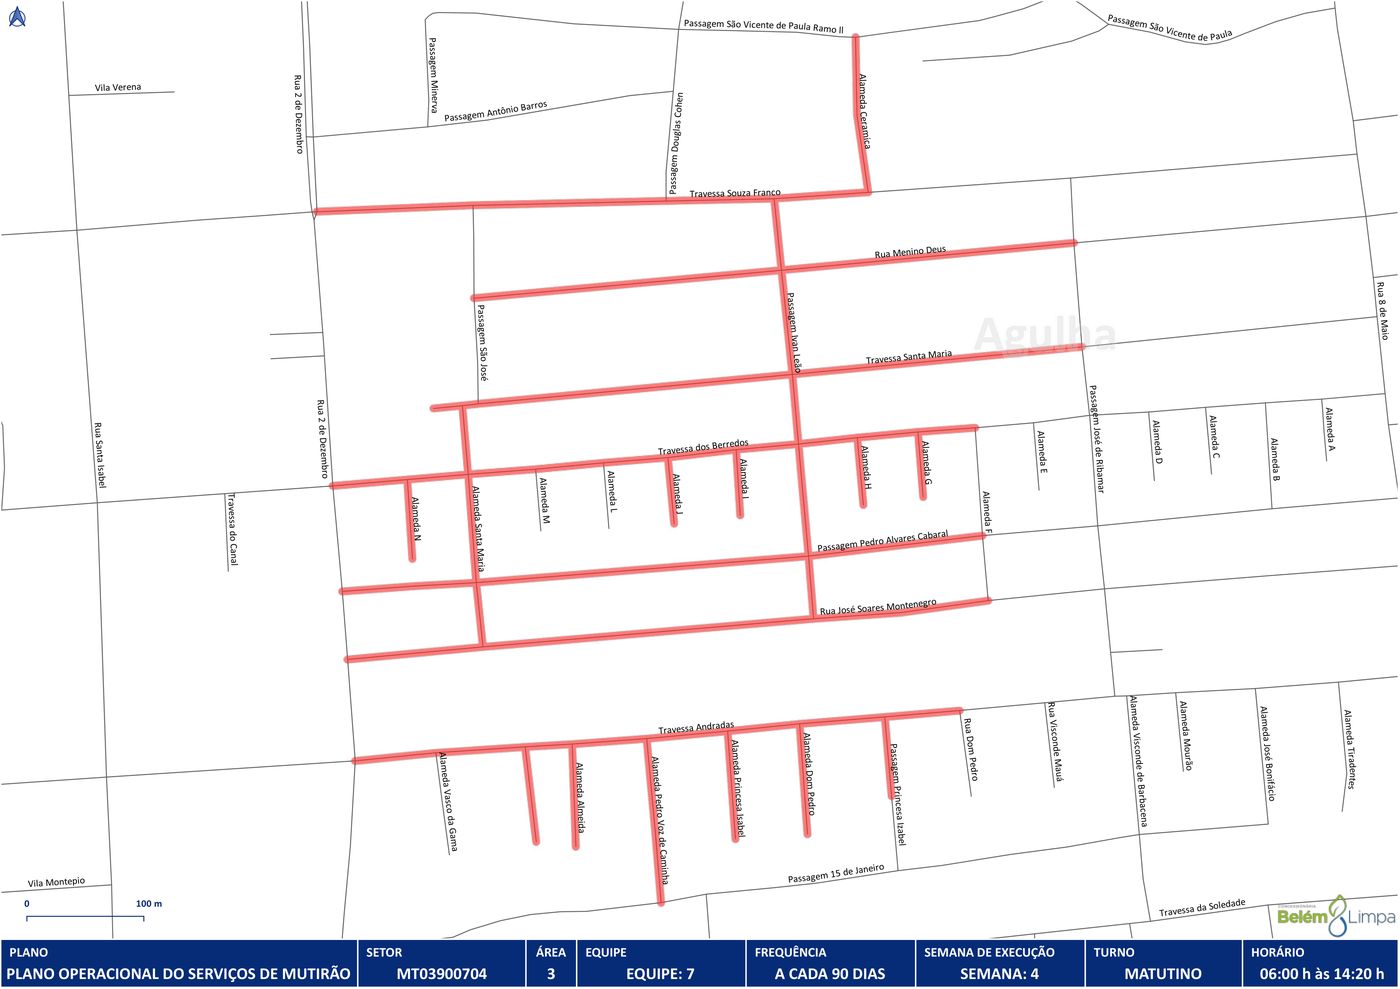 Passagem São Vicente de Paula Ramo II
Passagem São Vicente de Paula
Passagem Minerva
Rua 2 de Dezembro
Vila Verena
Passagem Antônio Barros
Passagem Douglas Cohen
Alameda Ceramica
Travessa Souza Franco
Rua Menino Deus
Passagem São José
Passagem Ivan Leão
Agulha
Rua 8 de Maio
Travessa Santa Maria
Rua Santa Isabel
Rua 2 de Dezembro
Travessa dos Berredos
Passagem José de Ribamar
Alameda E
Alameda D
Alameda C
Alameda B
Alameda A
Travessa do Canal
Alameda N
Alameda Santa Maria
Alameda M
Alameda L
Alameda J
Alameda I
Alameda H
Alameda G
Alameda F
Passagem Pedro Alvares Cabaral
Rua José Soares Montenegro
Travessa Andradas
Alameda Vasco da Gama
Alameda Almeida
Alameda Pedro Voz de Caminha
Alameda Princesa Isabel
Alameda Dom Pedro
Passagem Princesa Izabel
Rua Dom Pedro
Rua Visconde Mauá
Alameda Visconde de Barbacena
Alameda Mourão
Alameda José Bonifácio
Alameda Tiradentes
Passagem 15 de Janeiro
Vila Montepio
Travessa da Soledade
0 100 m
CONCESSIONÁRIA
Belém Limpa
PLANO SETOR ÁREA EQUIPE FREQUÊNCIA SEMANA DE EXECUÇÃO TURNO HORÁRIO
PLANO OPERACIONAL DO SERVIÇOS DE MUTIRÃO MT03900704 3 EQUIPE: 7 A CADA 90 DIAS SEMANA: 4 MATUTINO 06:00 h às 14:20 h